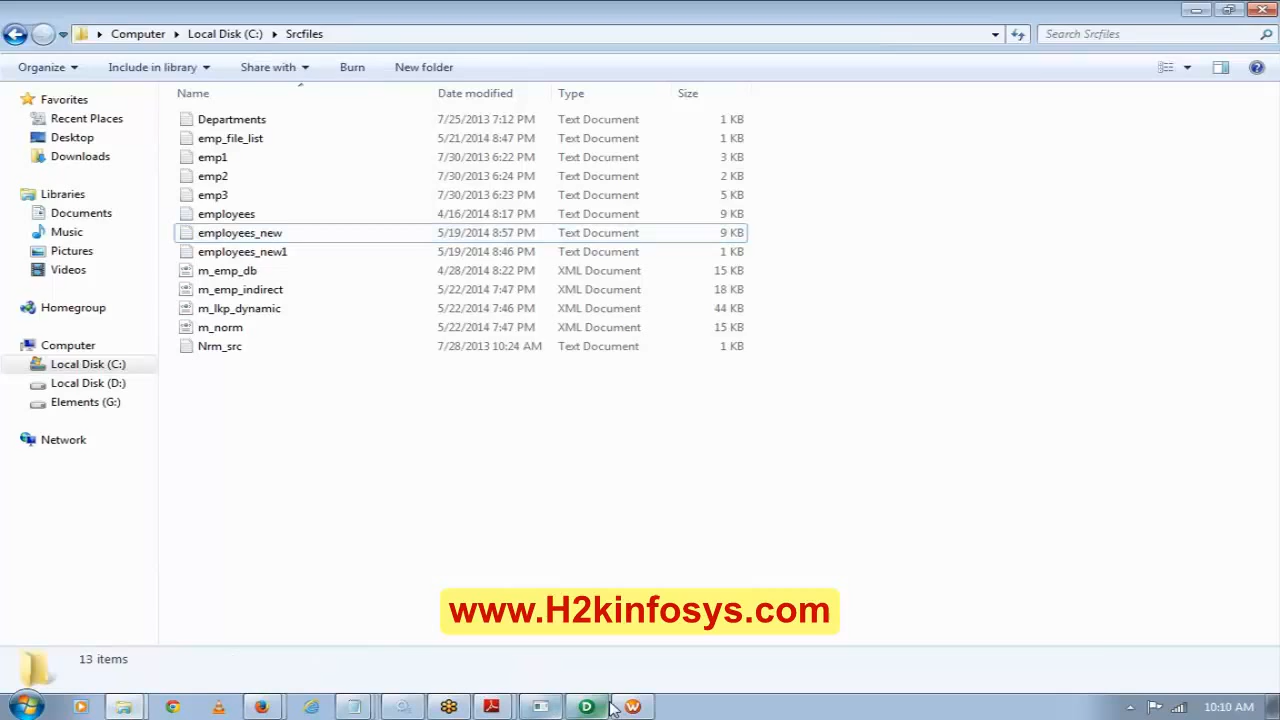 Computer Local Disk (C:) Srcfiles Search Srcfiles
Organize Include in library Share with Burn New folder
Name Date modified Type Size
Favorites
Recent Places
Desktop
Downloads
Libraries
Documents
Music
Pictures
Videos
Homegroup
Computer
Local Disk (C:)
Local Disk (D:)
Elements (G:)
Network
Departments 7/25/2013 7:12 PM Text Document 1 KB
emp_file_list 5/21/2014 8:47 PM Text Document 1 KB
emp1 7/30/2013 6:22 PM Text Document 3 KB
emp2 7/30/2013 6:24 PM Text Document 2 KB
emp3 7/30/2013 6:23 PM Text Document 5 KB
employees 4/16/2014 8:17 PM Text Document 9 KB
employees_new 5/19/2014 8:57 PM Text Document 9 KB
employees_new1 5/19/2014 8:46 PM Text Document 1 KB
m_emp_db 4/28/2014 8:22 PM XML Document 15 KB
m_emp_indirect 5/22/2014 7:47 PM XML Document 18 KB
m_lkp_dynamic 5/22/2014 7:46 PM XML Document 44 KB
m_norm 5/22/2014 7:47 PM XML Document 15 KB
Nrm_src 7/28/2013 10:24 AM Text Document 1 KB
www.H2kinfosys.com
13 items
D W 10:10 AM